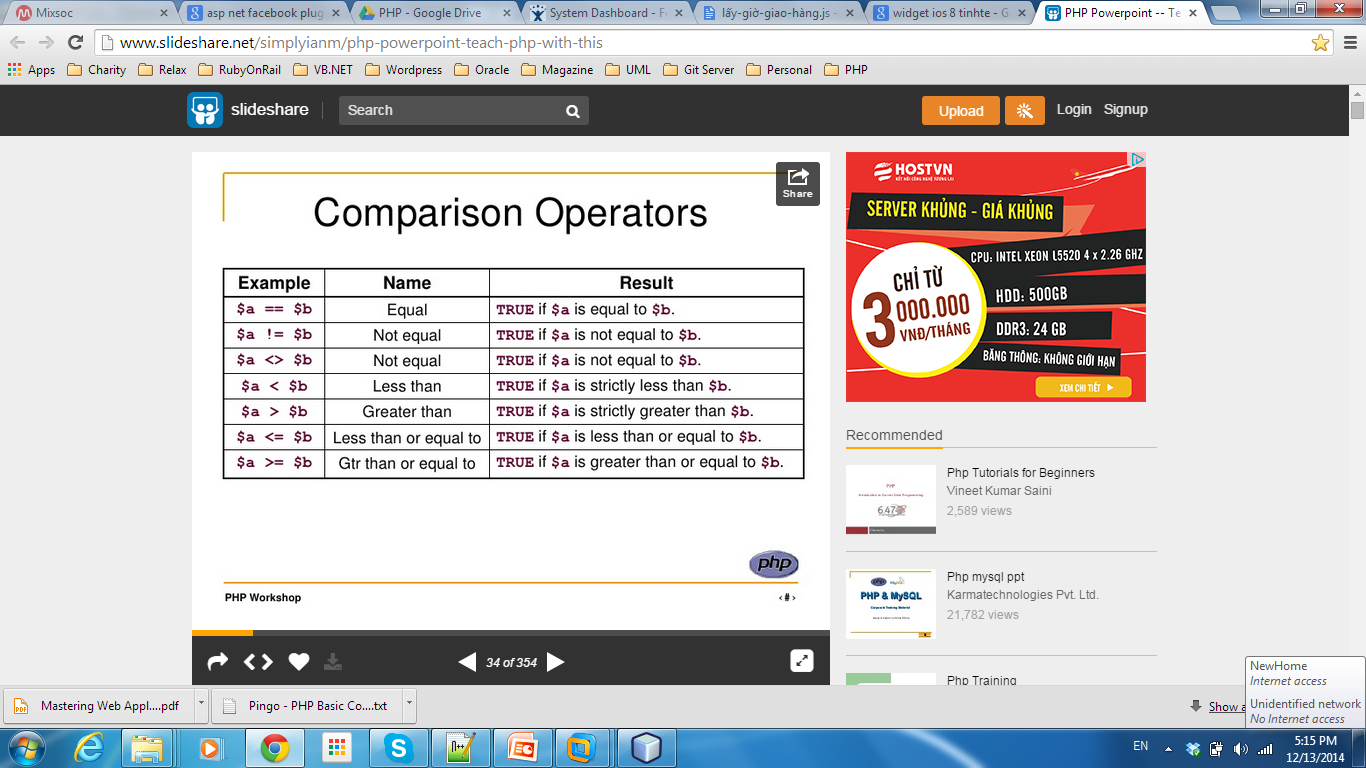 Mixsoc
asp net facebook plug
PHP - Google Drive
System Dashboard - F
lấy-giờ-giao-hàng.js -
widget ios 8 tinhte - G
PHP Powerpoint -- Te
www.slideshare.net/simplyianm/php-powerpoint-teach-php-with-this
Apps Charity Relax RubyOnRail VB.NET Wordpress Oracle Magazine UML Git Server Personal PHP
slideshare
Search
Upload
Login Signup
Share
Comparison Operators
Example Name Result
$a == $b Equal TRUE if $a is equal to $b.
$a != $b Not equal TRUE if $a is not equal to $b.
$a <> $b Not equal TRUE if $a is not equal to $b.
$a < $b Less than TRUE if $a is strictly less than $b.
$a > $b Greater than TRUE if $a is strictly greater than $b.
$a <= $b Less than or equal to TRUE if $a is less than or equal to $b.
$a >= $b Gtr than or equal to TRUE if $a is greater than or equal to $b.
php
PHP Workshop ‹#›
34 of 354
HOSTVN
KẾT NỐI CÔNG NGHỆ TƯƠNG LAI
SERVER KHỦNG - GIÁ KHỦNG
CPU: INTEL XEON L5520 4 x 2.26 GHZ
CHỈ TỪ
3 000.000
VNĐ/THÁNG
HDD: 500GB
DDR3: 24 GB
BĂNG THÔNG: KHÔNG GIỚI HẠN
XEM CHI TIẾT
Recommended
PHP
Php Tutorials for Beginners
Vineet Kumar Saini
2,589 views
PHP & MySQL
Php mysql ppt
Karmatechnologies Pvt. Ltd.
21,782 views
Php Training
NewHome
Internet access
Unidentified network
No Internet access
Mastering Web Appl....pdf
Pingo - PHP Basic Co....txt
Show a
EN
5:15 PM
12/13/2014